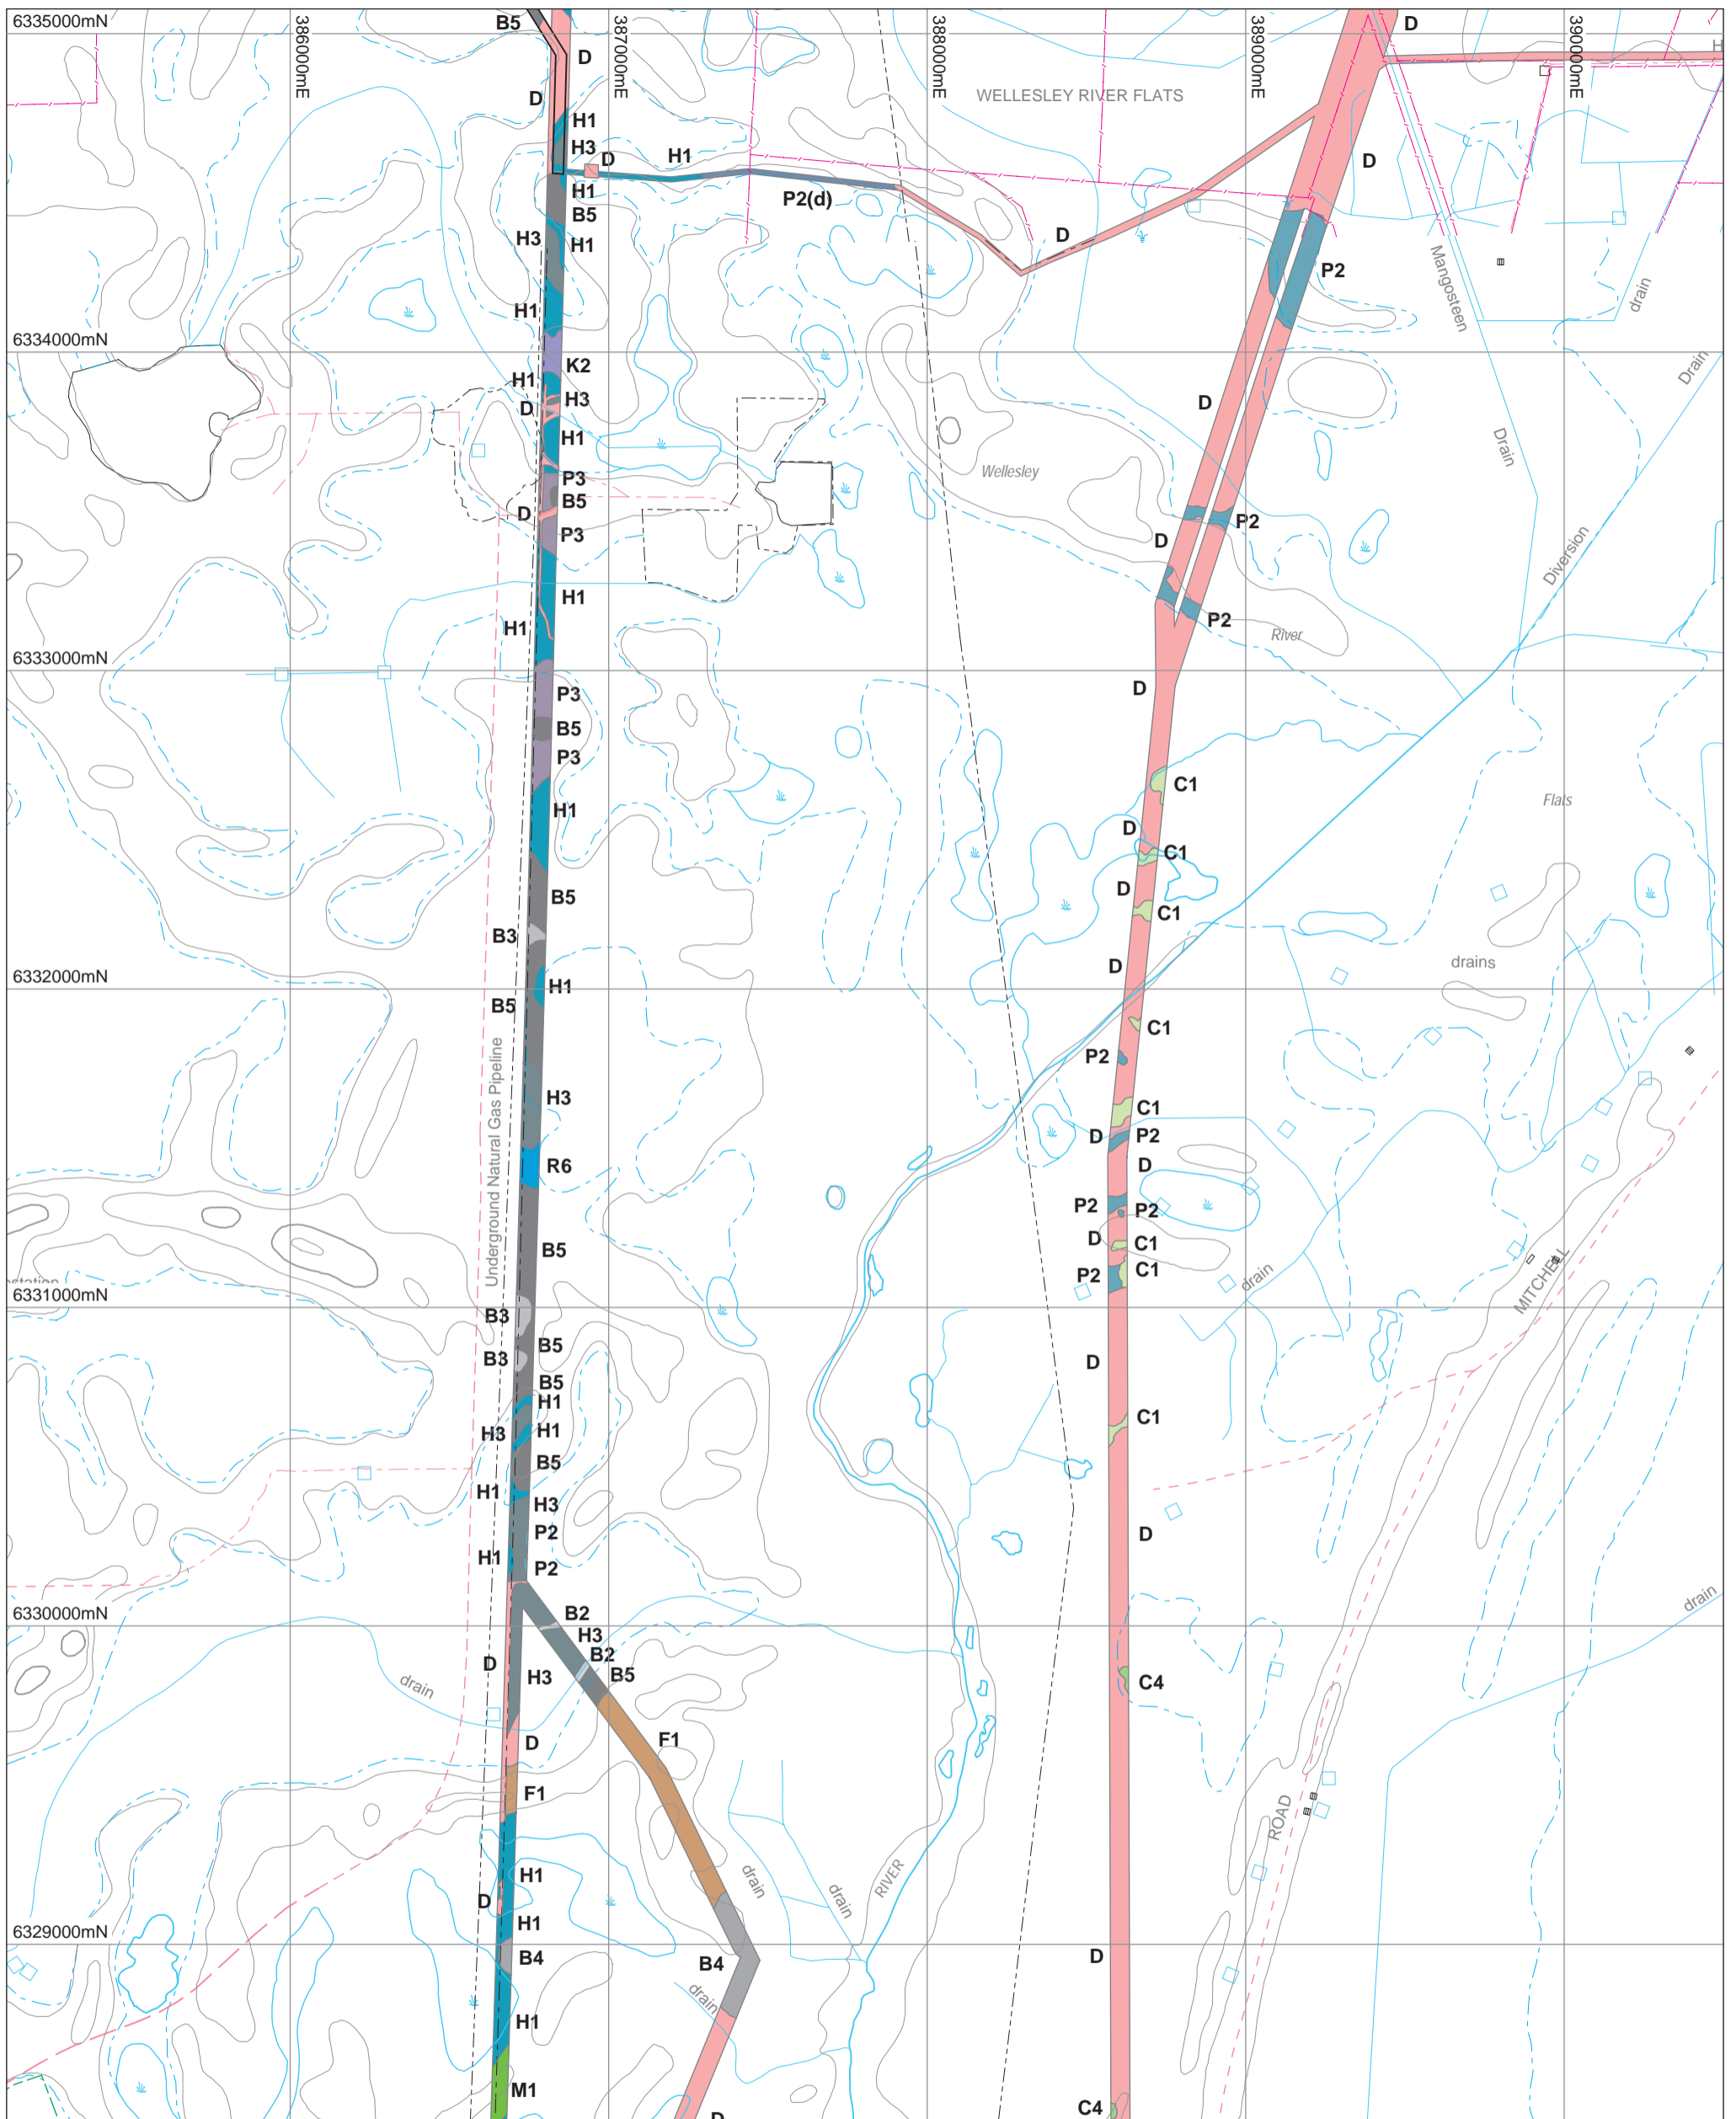 6335000mN
B5
386000mE
387000mE
388000mE
389000mE
390000mE
D
D
D
WELLESLEY RIVER FLATS
H
H1
H3
D
H1
D
H1
P2(d)
B5
H3
H1
D
P2
Mangosteen
drain
H1
6334000mN
K2
H1
H3
D
D
Drain
H1
Drain
Wellesley
P3
B5
D
P2
P3
D
Diversion
H1
H1
P2
River
6333000mN
P3
D
B5
P3
C1
Flats
H1
D
C1
D
B5
C1
B3
D
drains
6332000mN
H1
B5
C1
P2
Underground Natural Gas Pipeline
H3
C1
D
P2
D
R6
P2
P2
D
C1
B5
C1
P2
drain
MITCHELL
6331000mN
B3
B5
B3
D
B5
H1
C1
H3
H1
B5
H1
H3
P2
D
H1
P2
drain
6330000mN
B2
H3
B2
D
H3
B5
drain
C4
D
F1
F1
ROAD
H1
drain
RIVER
drain
D
H1
6329000mN
B4
B4
D
drain
H1
M1
C4
D